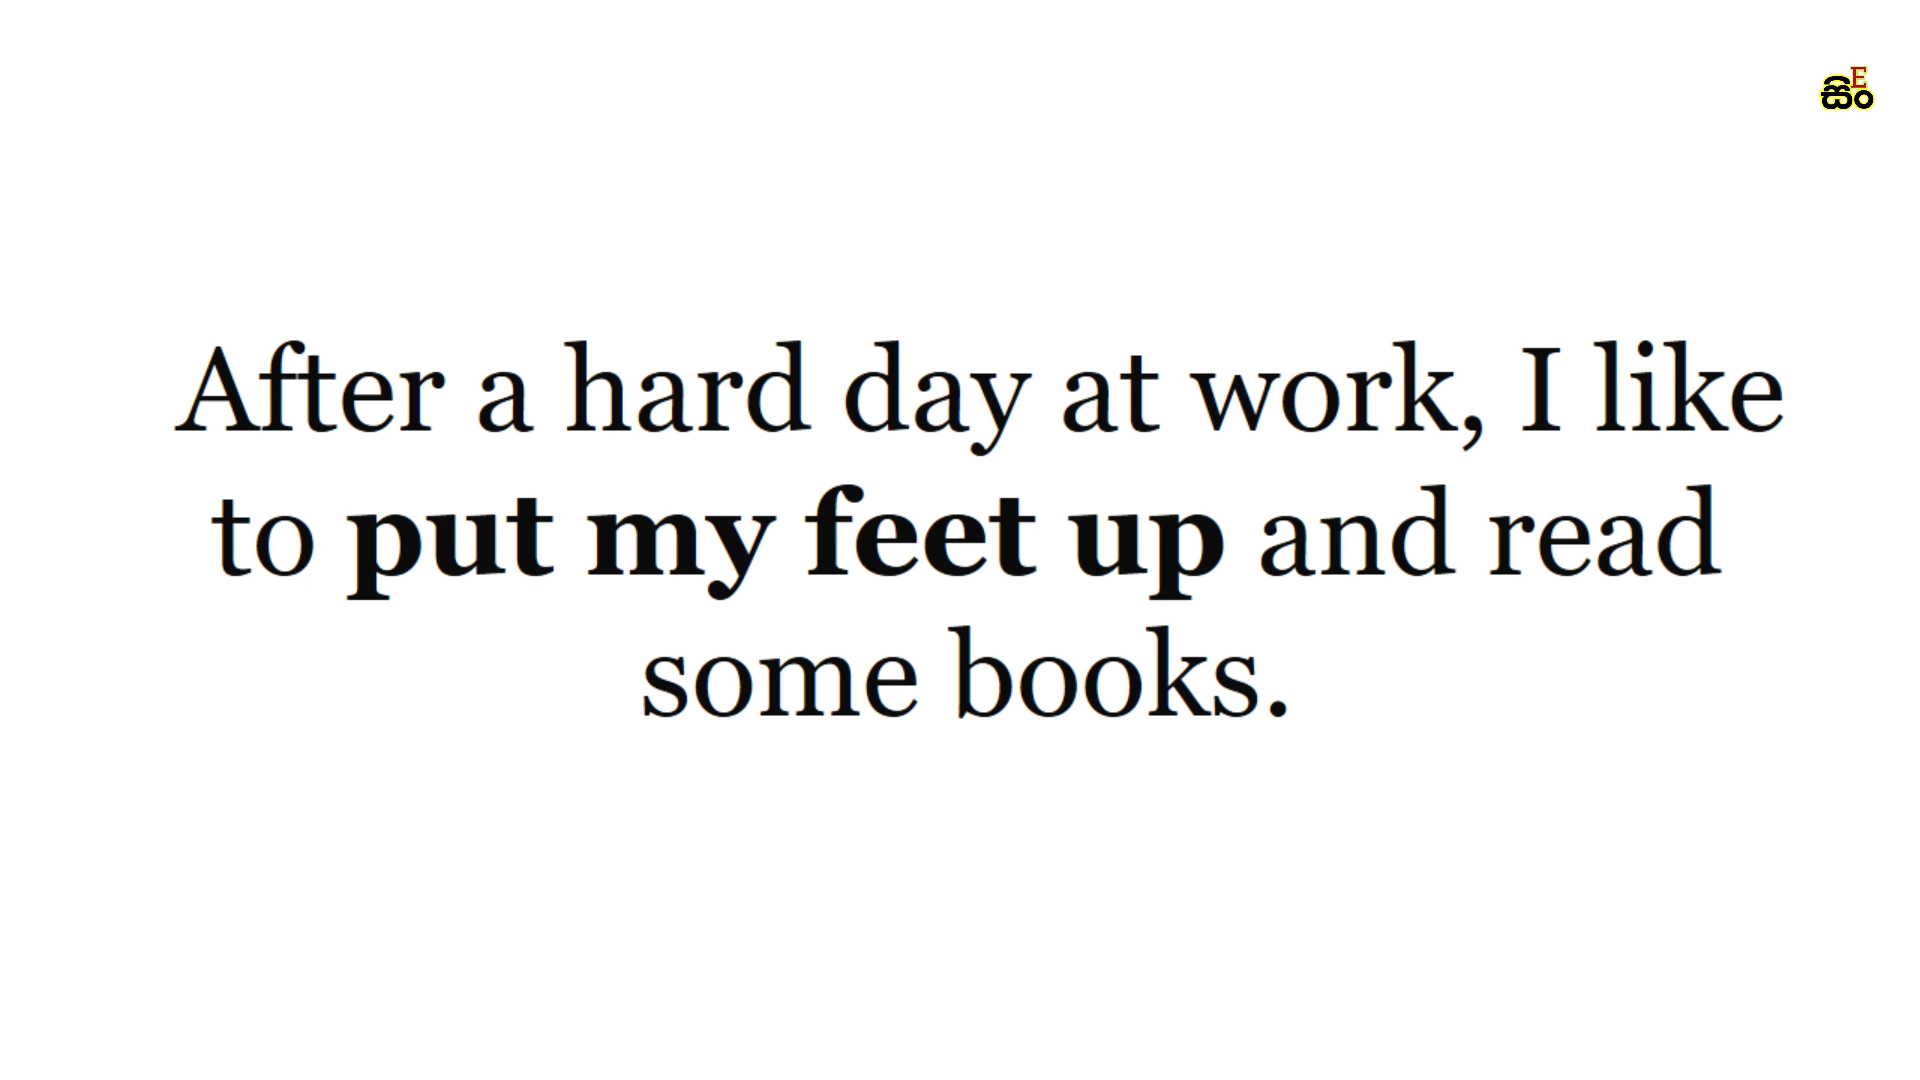 E
සිං
After a hard day at work, I like
to put my feet up and read
some books.